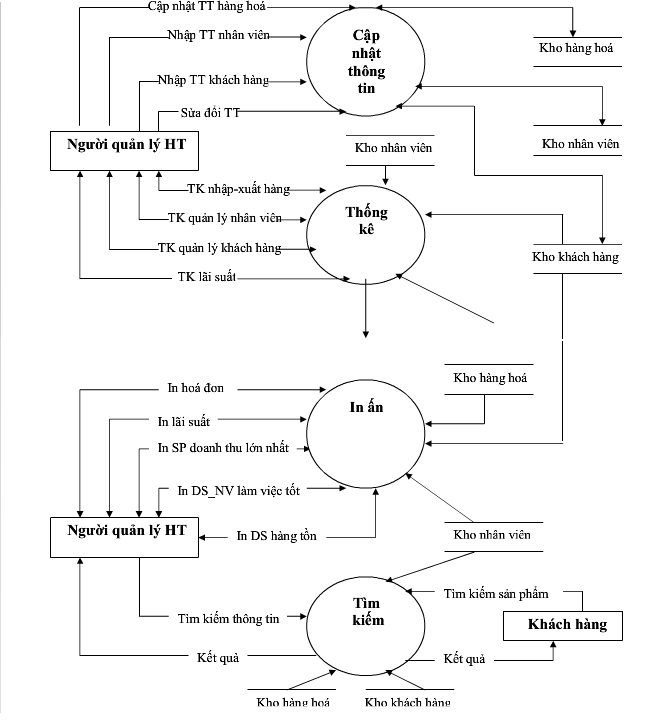 Cập nhật TT hàng hoá
Nhập TT nhân viên
Nhập TT khách hàng
Sửa đổi TT
Cập
nhật
thông
tin
Kho hàng hoá
Kho nhân viên
Người quản lý HT
Kho nhân viên
TK nhập-xuất hàng
TK quản lý nhân viên
TK quản lý khách hàng
TK lãi suất
Thống
kê
Kho khách hàng
In hoá đơn
In lãi suất
In SP doanh thu lớn nhất
In DS_NV làm việc tốt
In DS hàng tồn
In ấn
Kho hàng hoá
Người quản lý HT
Kho nhân viên
Tìm kiếm thông tin
Kết quả
Tìm
kiếm
Tìm kiếm sản phẩm
Khách hàng
Kết quả
Kho hàng hoá
Kho khách hàng